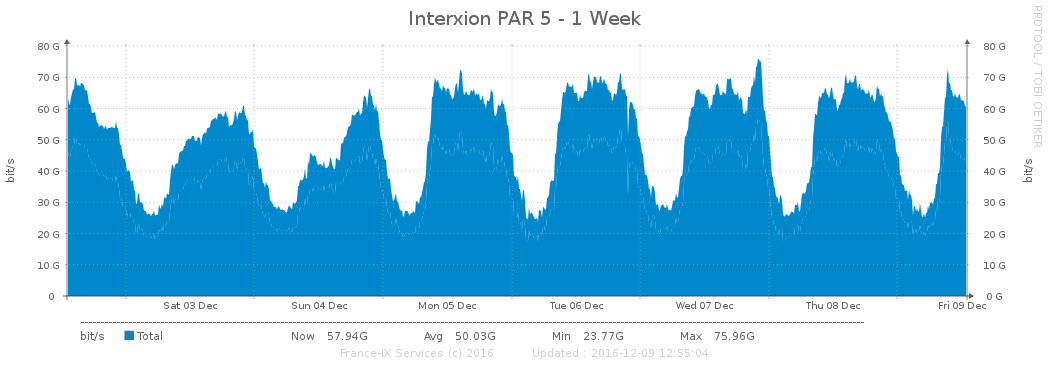 Interxion PAR 5 - 1 Week
RRDTOOL / TOBI OETIKER
bit/s
80 G
70 G
60 G
50 G
40 G
30 G
20 G
10 G
0
80 G
70 G
60 G
50 G
40 G
30 G
20 G
10 G
0 G
bit/s
Sat 03 Dec Sun 04 Dec Mon 05 Dec Tue 06 Dec Wed 07 Dec Thu 08 Dec Fri 09 Dec
bit/s Total Now 57.94G Avg 50.03G Min 23.77G Max 75.96G
France-IX Services (c) 2016 Updated : 2016-12-09 12:55:04